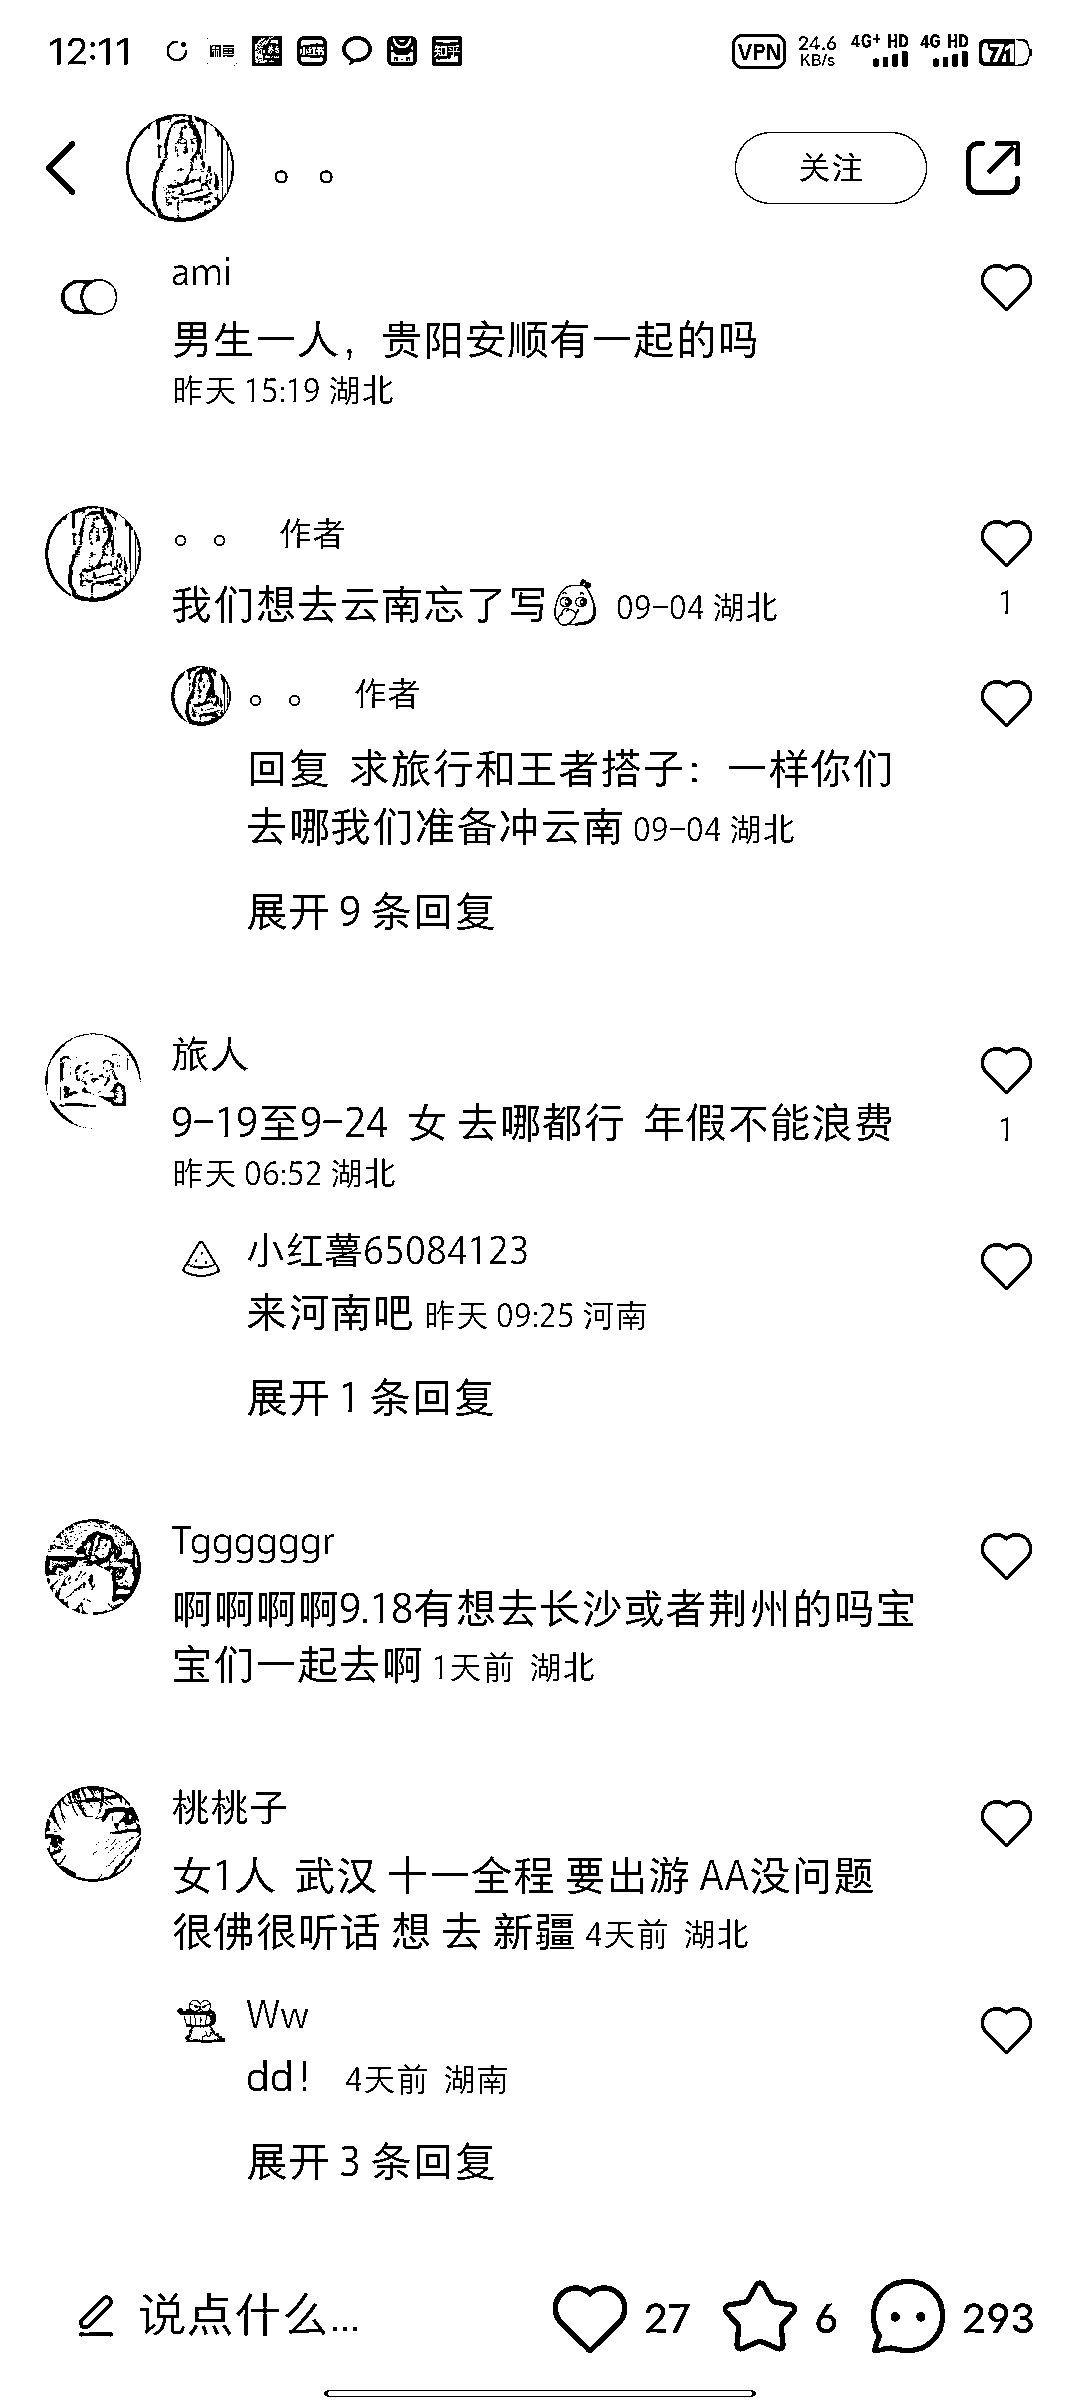 12:11 闲鱼 小红书 知乎 VPN 24.6 KB/s 4G+ HD 4G HD 71
。。 关注
ami
男生一人，贵阳安顺有一起的吗
昨天 15:19 湖北
。。 作者
我们想去云南忘了写 09-04 湖北
1
。。 作者
回复 求旅行和王者搭子：一样你们
去哪我们准备冲云南 09-04 湖北
展开 9 条回复
旅人
9-19至9-24 女 去哪都行 年假不能浪费
1
昨天 06:52 湖北
小红薯65084123
来河南吧 昨天 09:25 河南
展开 1 条回复
Tggggggr
啊啊啊啊9.18有想去长沙或者荆州的吗宝
宝们一起去啊 1天前 湖北
桃桃子
女1人 武汉 十一全程 要出游 AA没问题
很佛很听话 想 去 新疆 4天前 湖北
Ww
dd! 4天前 湖南
展开 3 条回复
说点什么... 27 6 293